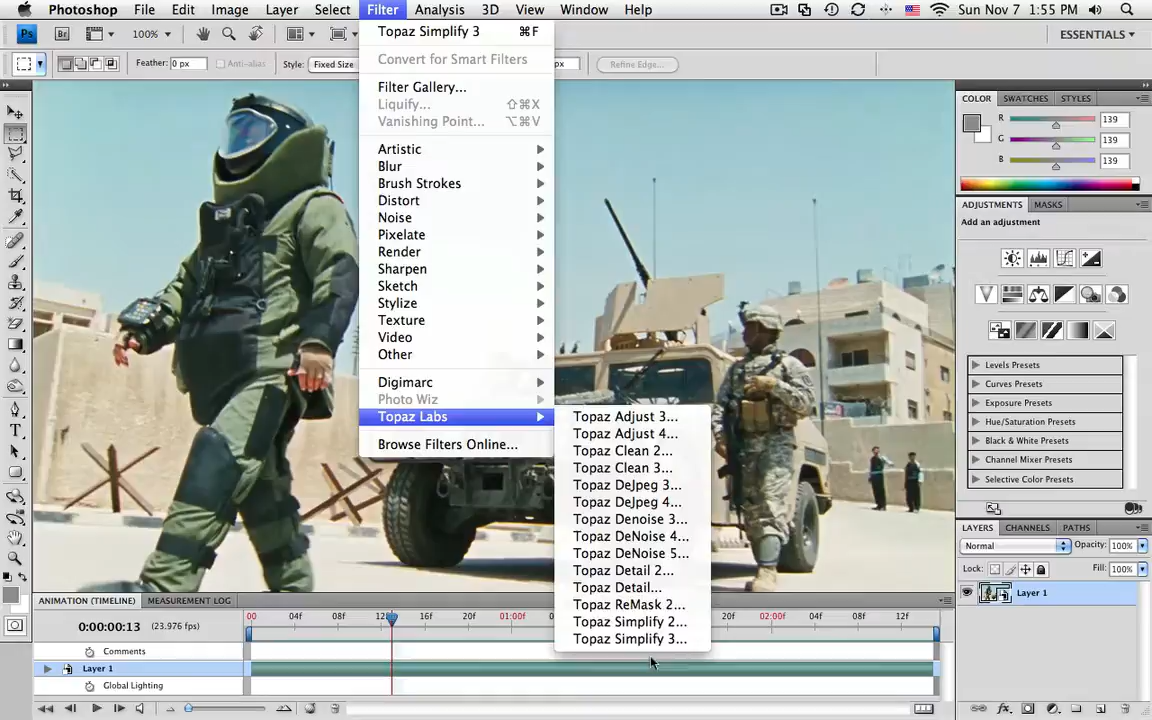 Photoshop File Edit Image Layer Select Filter Analysis 3D View Window Help Sun Nov 7 1:55 PM
Ps Br 100% ESSENTIALS
Feather: 0 px Anti-alias Style: Fixed Size px Refine Edge...
Topaz Simplify 3 ⌘F
Convert for Smart Filters
Filter Gallery...
Liquify... ⇧⌘X
Vanishing Point... ⌥⌘V
Artistic
Blur
Brush Strokes
Distort
Noise
Pixelate
Render
Sharpen
Sketch
Stylize
Texture
Video
Other
Digimarc
Photo Wiz
Topaz Labs
Browse Filters Online...
Topaz Adjust 3...
Topaz Adjust 4...
Topaz Clean 2...
Topaz Clean 3...
Topaz DeJpeg 3...
Topaz DeJpeg 4...
Topaz Denoise 3...
Topaz DeNoise 4...
Topaz DeNoise 5...
Topaz Detail 2...
Topaz Detail...
Topaz ReMask 2...
Topaz Simplify 2...
Topaz Simplify 3...
COLOR SWATCHES STYLES
R 139
G 139
B 139
ADJUSTMENTS MASKS
Add an adjustment
Levels Presets
Curves Presets
Exposure Presets
Hue/Saturation Presets
Black & White Presets
Channel Mixer Presets
Selective Color Presets
LAYERS CHANNELS PATHS
Normal Opacity: 100%
Lock: Fill: 100%
Layer 1
ANIMATION (TIMELINE) MEASUREMENT LOG
0:00:00:13 (23.976 fps) 00 04f 08f 12f 16f 20f 01:00f 04f 20f 02:00f 04f 08f 12f
Comments
Layer 1
Global Lighting